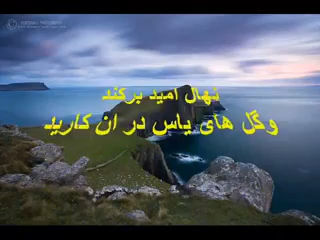 نهال امید برکند
وگل های یاس در ان کارید